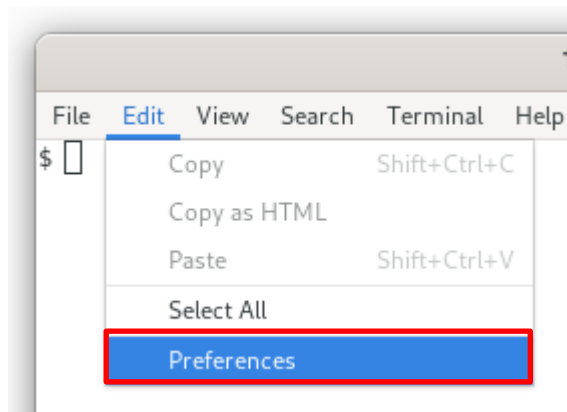 File Edit View Search Terminal Help
$
Copy Shift+Ctrl+C
Copy as HTML
Paste Shift+Ctrl+V
Select All
Preferences